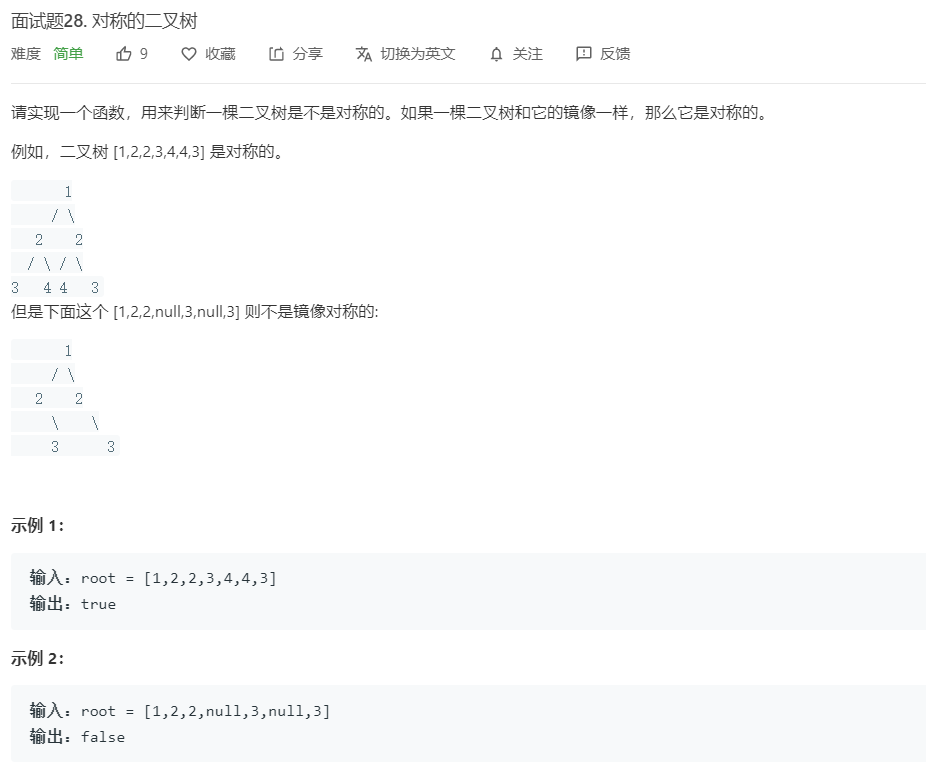 面试题28. 对称的二叉树
难度 简单 9 收藏 分享 切换为英文 关注 反馈
请实现一个函数，用来判断一棵二叉树是不是对称的。如果一棵二叉树和它的镜像一样，那么它是对称的。
例如，二叉树 [1,2,2,3,4,4,3] 是对称的。
1
/ \
2 2
/ \ / \
3 4 4 3
但是下面这个 [1,2,2,null,3,null,3] 则不是镜像对称的:
1
/ \
2 2
\ \
3 3
示例 1：
输入：root = [1,2,2,3,4,4,3]
输出：true
示例 2：
输入：root = [1,2,2,null,3,null,3]
输出：false